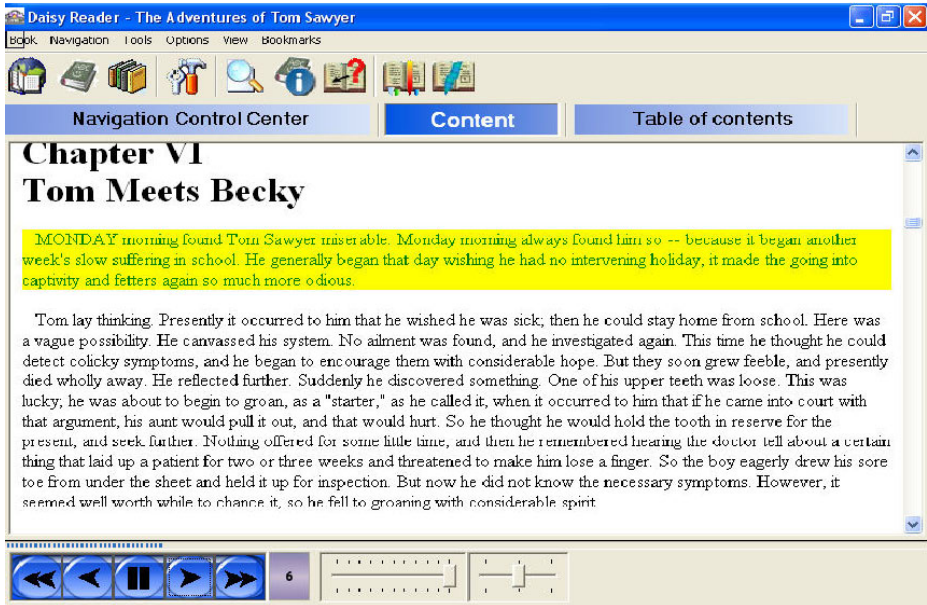 Daisy Reader - The Adventures of Tom Sawyer
Book Navigation Tools Options View Bookmarks
Navigation Control Center Content Table of contents
Chapter VI
Tom Meets Becky
MONDAY morning found Tom Sawyer miserable. Monday morning always found him so -- because it began another
week's slow suffering in school. He generally began that day wishing he had no intervening holiday, it made the going into
captivity and fetters again so much more odious.
Tom lay thinking. Presently it occurred to him that he wished he was sick; then he could stay home from school. Here was
a vague possibility. He canvassed his system. No ailment was found, and he investigated again. This time he thought he could
detect colicky symptoms, and he began to encourage them with considerable hope. But they soon grew feeble, and presently
died wholly away. He reflected further. Suddenly he discovered something. One of his upper teeth was loose. This was
lucky; he was about to begin to groan, as a "starter," as he called it, when it occurred to him that if he came into court with
that argument, his aunt would pull it out, and that would hurt. So he thought he would hold the tooth in reserve for the
present, and seek further. Nothing offered for some little time, and then he remembered hearing the doctor tell about a certain
thing that laid up a patient for two or three weeks and threatened to make him lose a finger. So the boy eagerly drew his sore
toe from under the sheet and held it up for inspection. But now he did not know the necessary symptoms. However, it
seemed well worth while to chance it, so he fell to groaning with considerable spirit
6